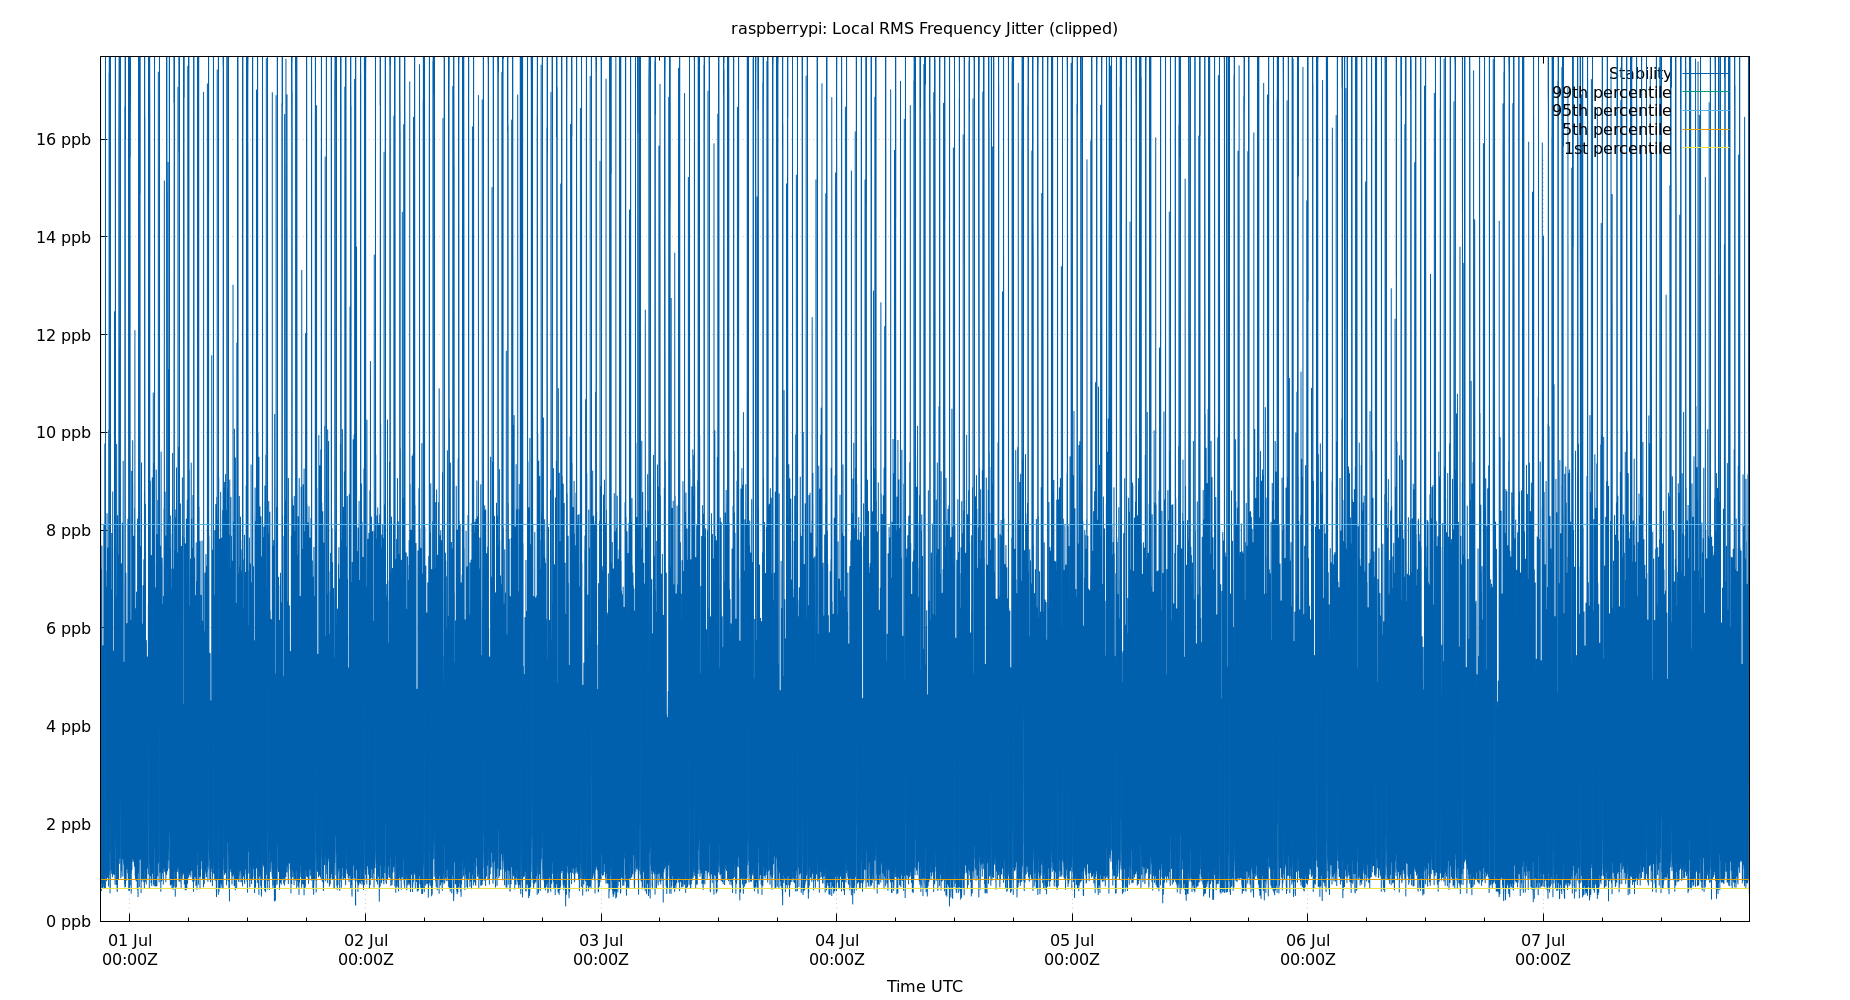 raspberrypi: Local RMS Frequency Jitter (clipped)
Stability
99th percentile
95th percentile
5th percentile
1st percentile
16 ppb
14 ppb
12 ppb
10 ppb
8 ppb
6 ppb
4 ppb
2 ppb
0 ppb
01 Jul 02 Jul 03 Jul 04 Jul 05 Jul 06 Jul 07 Jul
00:00Z 00:00Z 00:00Z 00:00Z 00:00Z 00:00Z 00:00Z
Time UTC